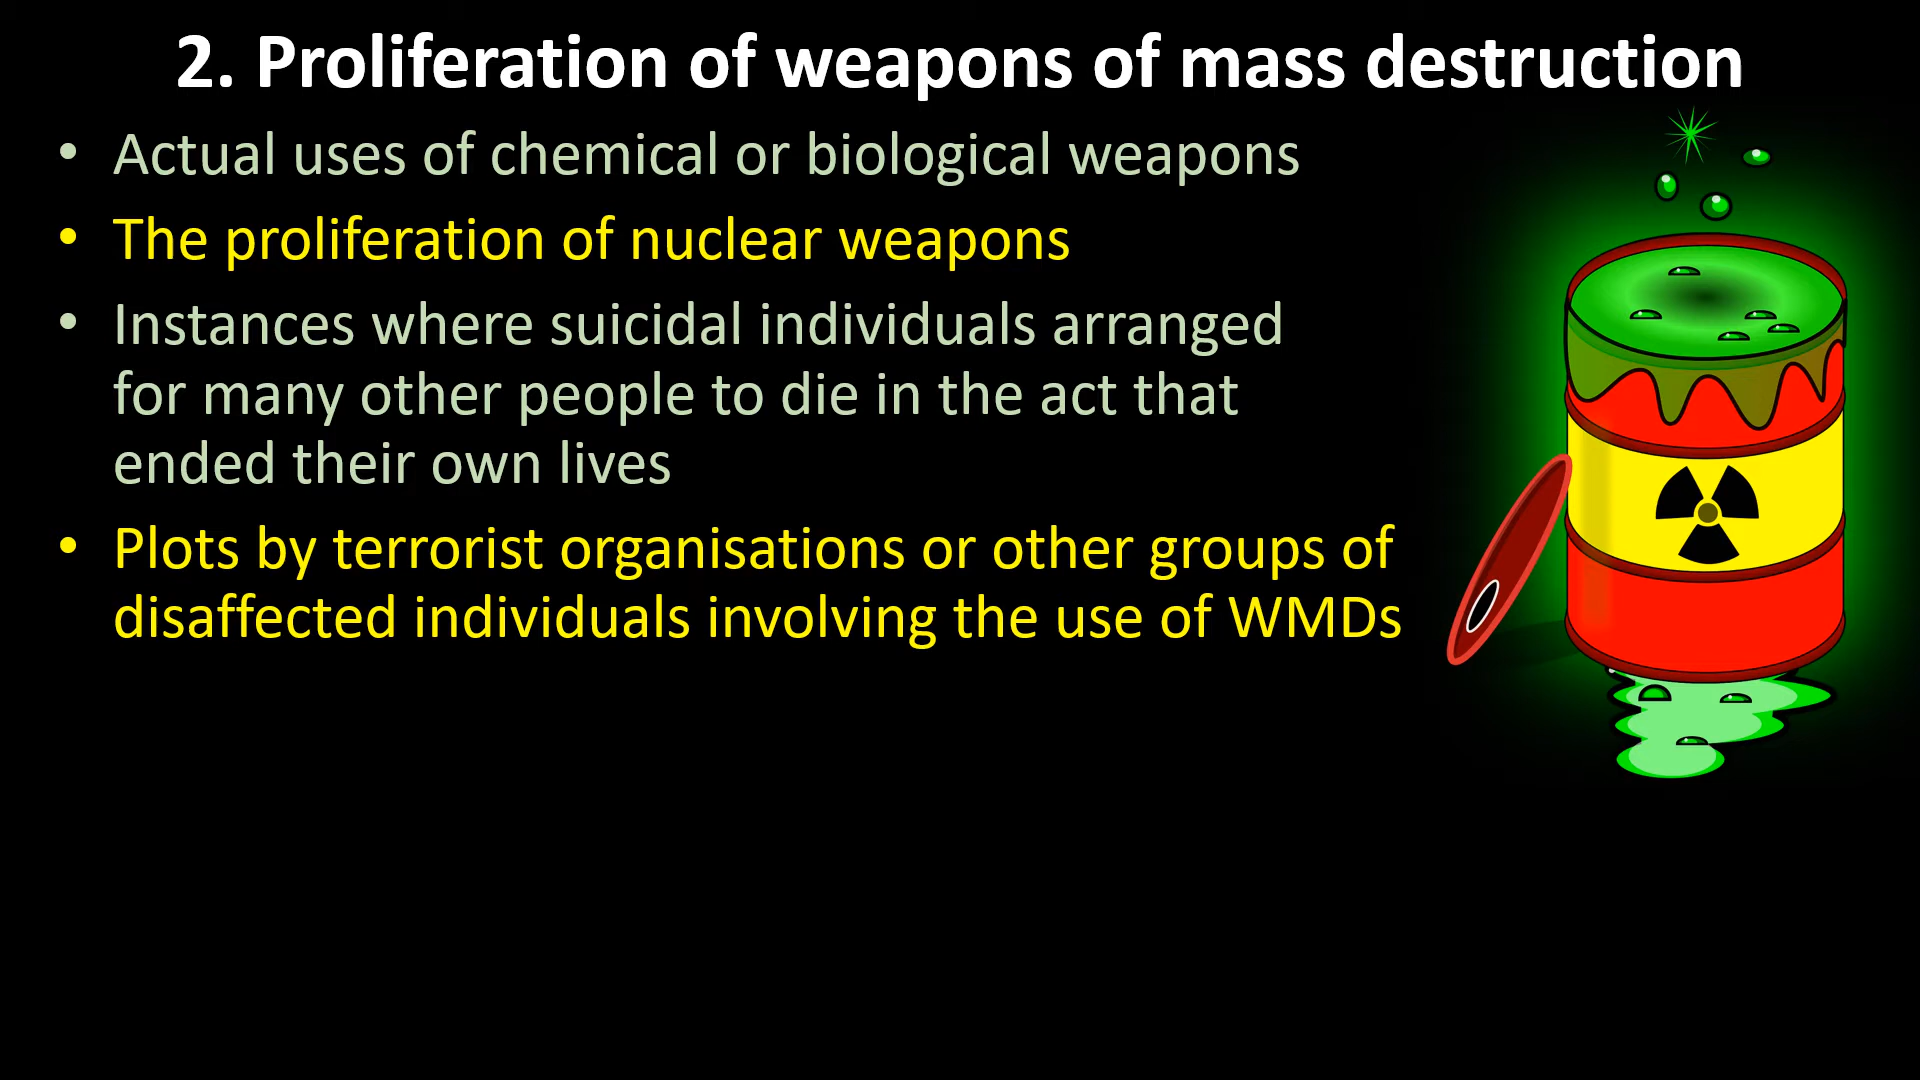 2. Proliferation of weapons of mass destruction
• Actual uses of chemical or biological weapons
• The proliferation of nuclear weapons
• Instances where suicidal individuals arranged
for many other people to die in the act that
ended their own lives
• Plots by terrorist organisations or other groups of
disaffected individuals involving the use of WMDs